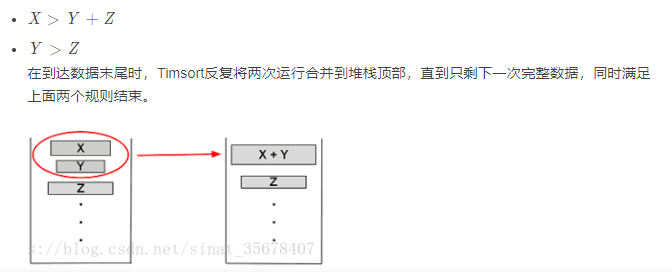 X > Y + Z
Y > Z
在到达数据末尾时，Timsort反复将两次运行合并到堆栈顶部，直到只剩下一次完整数据，同时满足
上面两个规则结束。
X
Y
Z
X + Y
Z
s://blog.csdn.net/sinat_35678407